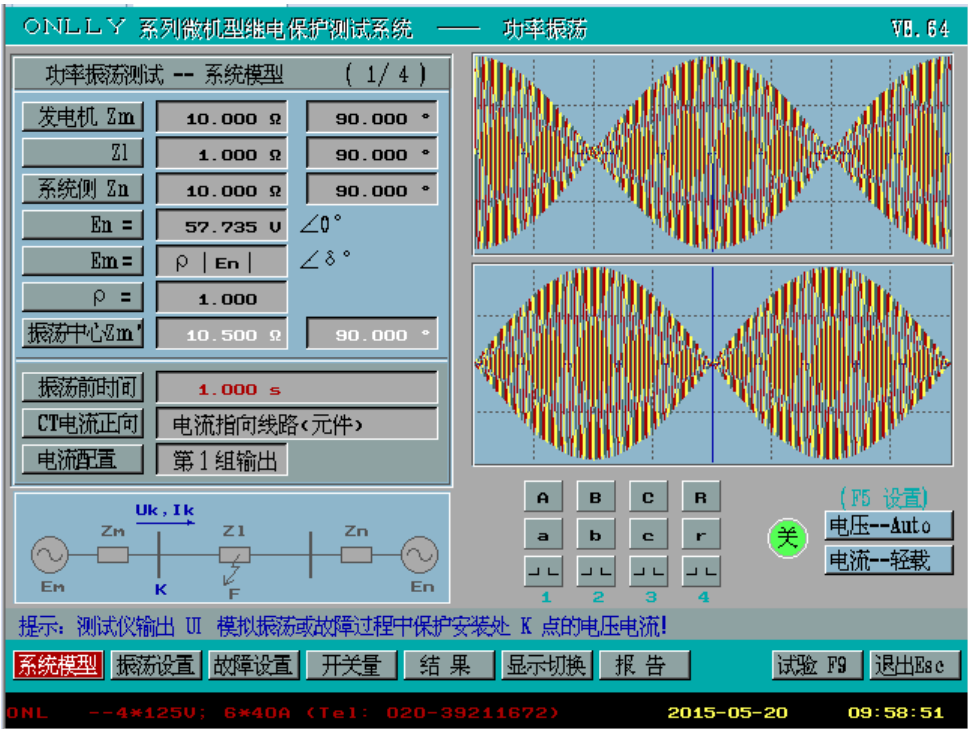 ONLLY 系列微机型继电保护测试系统 —— 功率振荡 V8.64
功率振荡测试 -- 系统模型 ( 1/ 4 )
发电机 Zm 10.000 Ω 90.000 °
Zl 1.000 Ω 90.000 °
系统侧 Zn 10.000 Ω 90.000 °
En = 57.735 V ∠0°
Em= ρ |En| ∠δ°
ρ = 1.000
振荡中心Zm' 10.500 Ω 90.000 °
振荡前时间 1.000 s
CT电流正向 电流指向线路(元件)
电流配置 第1组输出
Uk,Ik
Zm Zl Zn
Em K F En
A B C R
a b c r
1 2 3 4
关
(F5 设置)
电压--Auto
电流--轻载
提示: 测试仪输出 UI 模拟振荡或故障过程中保护安装处 K 点的电压电流!
系统模型 振荡设置 故障设置 开关量 结 果 显示切换 报 告 试验 F9 退出Esc
ONL --4*125V; 6*40A (Tel: 020-39211672) 2015-05-20 09:58:51